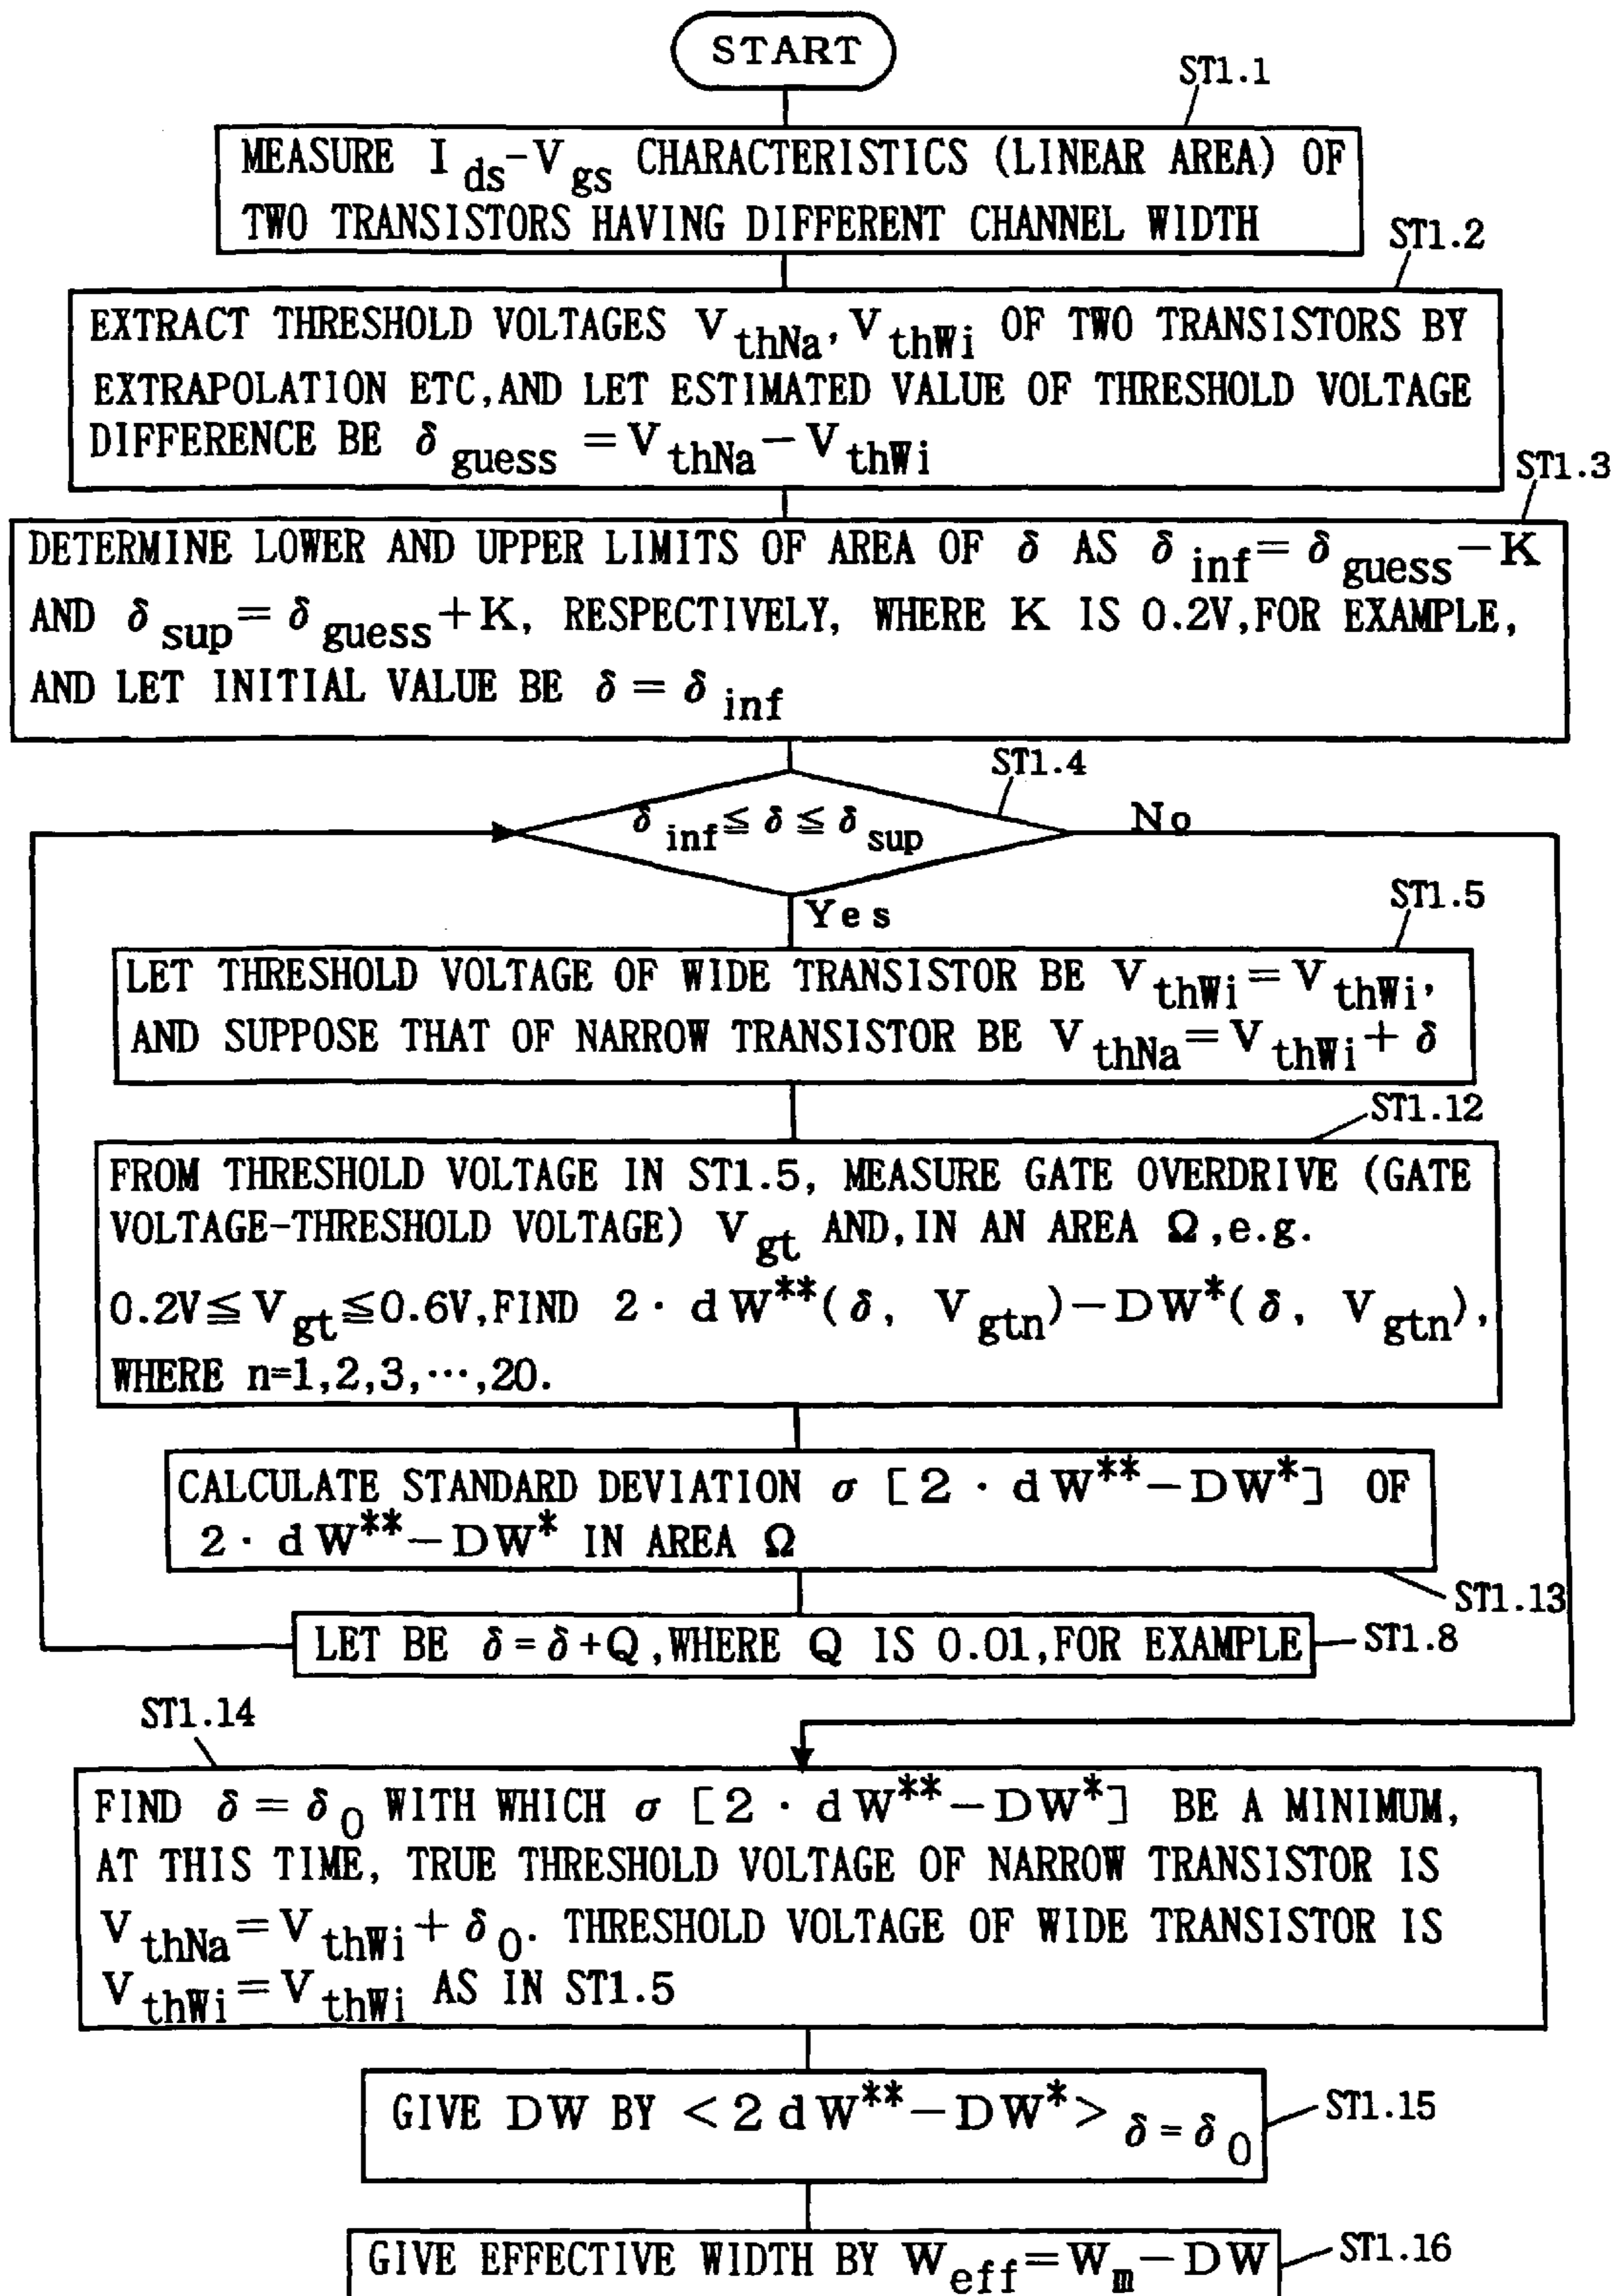 START
ST1.1
MEASURE I ds-V gs CHARACTERISTICS (LINEAR AREA) OF
TWO TRANSISTORS HAVING DIFFERENT CHANNEL WIDTH
ST1.2
EXTRACT THRESHOLD VOLTAGES V thNa, V thWi OF TWO TRANSISTORS BY
EXTRAPOLATION ETC,AND LET ESTIMATED VALUE OF THRESHOLD VOLTAGE
DIFFERENCE BE δ guess = V thNa − V thWi
ST1.3
DETERMINE LOWER AND UPPER LIMITS OF AREA OF δ AS δ inf = δ guess − K
AND δ sup = δ guess + K, RESPECTIVELY, WHERE K IS 0.2V,FOR EXAMPLE,
AND LET INITIAL VALUE BE δ = δ inf
ST1.4
δ inf ≦ δ ≦ δ sup
No
Yes
ST1.5
LET THRESHOLD VOLTAGE OF WIDE TRANSISTOR BE V thWi = V thWi,
AND SUPPOSE THAT OF NARROW TRANSISTOR BE V thNa = V thWi + δ
ST1.12
FROM THRESHOLD VOLTAGE IN ST1.5, MEASURE GATE OVERDRIVE (GATE
VOLTAGE-THRESHOLD VOLTAGE) V gt AND,IN AN AREA Ω,e.g.
0.2V ≦ V gt ≦ 0.6V,FIND 2 · dW**(δ, V gtn) − DW*(δ, V gtn),
WHERE n=1,2,3,···,20.
CALCULATE STANDARD DEVIATION σ [2 · dW** − DW*] OF
2 · dW** − DW* IN AREA Ω
ST1.13
LET BE δ = δ + Q,WHERE Q IS 0.01,FOR EXAMPLE
ST1.8
ST1.14
FIND δ = δ 0 WITH WHICH σ [2 · dW** − DW*] BE A MINIMUM,
AT THIS TIME, TRUE THRESHOLD VOLTAGE OF NARROW TRANSISTOR IS
V thNa = V thWi + δ 0. THRESHOLD VOLTAGE OF WIDE TRANSISTOR IS
V thWi = V thWi AS IN ST1.5
GIVE DW BY < 2dW** − DW* > δ = δ 0
ST1.15
GIVE EFFECTIVE WIDTH BY W eff = W m − DW
ST1.16